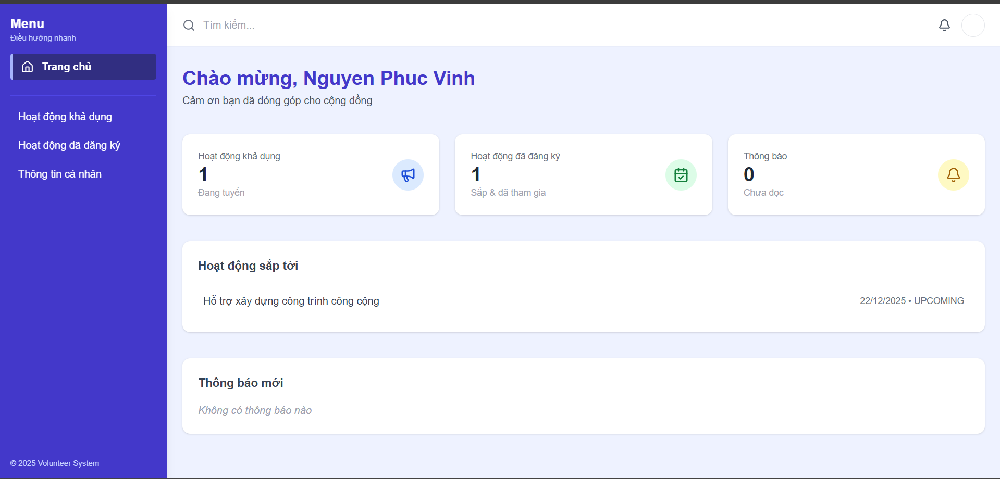 Menu
Điều hướng nhanh
Trang chủ
Hoạt động khả dụng
Hoạt động đã đăng ký
Thông tin cá nhân
© 2025 Volunteer System
Tìm kiếm...
Chào mừng, Nguyen Phuc Vinh
Cảm ơn bạn đã đóng góp cho cộng đồng
Hoạt động khả dụng
1
Đang tuyển
Hoạt động đã đăng ký
1
Sắp & đã tham gia
Thông báo
0
Chưa đọc
Hoạt động sắp tới
Hỗ trợ xây dựng công trình công cộng
22/12/2025 • UPCOMING
Thông báo mới
Không có thông báo nào